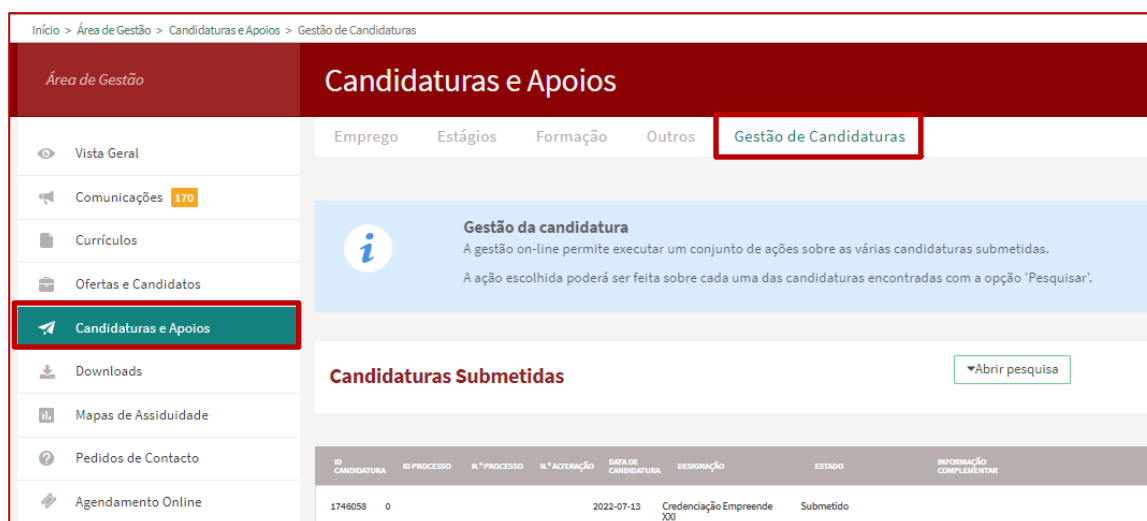 Início > Área de Gestão > Candidaturas e Apoios > Gestão de Candidaturas
Área de Gestão
Candidaturas e Apoios
Emprego Estágios Formação Outros Gestão de Candidaturas
Vista Geral
Comunicações 170
Currículos
Ofertas e Candidatos
Candidaturas e Apoios
Downloads
Mapas de Assiduidade
Pedidos de Contacto
Agendamento Online
Gestão da candidatura
A gestão on-line permite executar um conjunto de ações sobre as várias candidaturas submetidas.
A ação escolhida poderá ser feita sobre cada uma das candidaturas encontradas com a opção 'Pesquisar'.
Candidaturas Submetidas
Abrir pesquisa
ID CANDIDATURA ID PROCESSO N.º PROCESSO N.º ALTERAÇÃO DATA DE CANDIDATURA DESIGNAÇÃO ESTADO INFORMAÇÃO COMPLEMENTAR
1746058 0 2022-07-13 Credenciação Empreende XXI Submetido